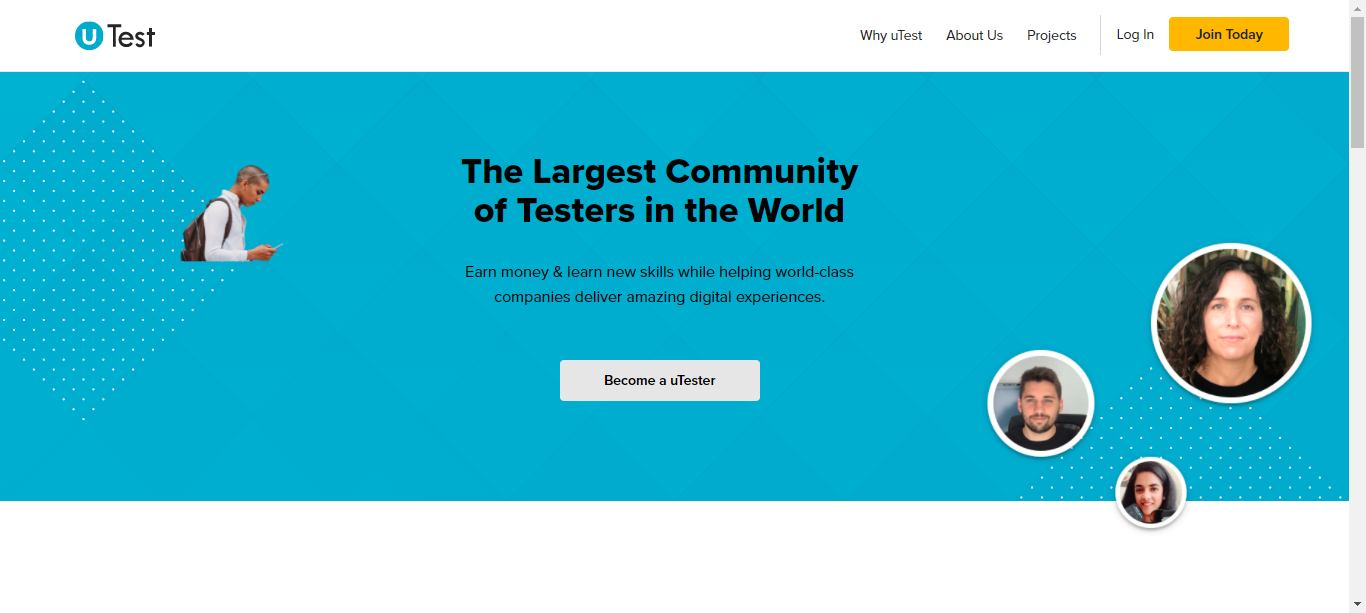 uTest
Why uTest
About Us
Projects
Log In
Join Today
The Largest Community
of Testers in the World
Earn money & learn new skills while helping world-class
companies deliver amazing digital experiences.
Become a uTester